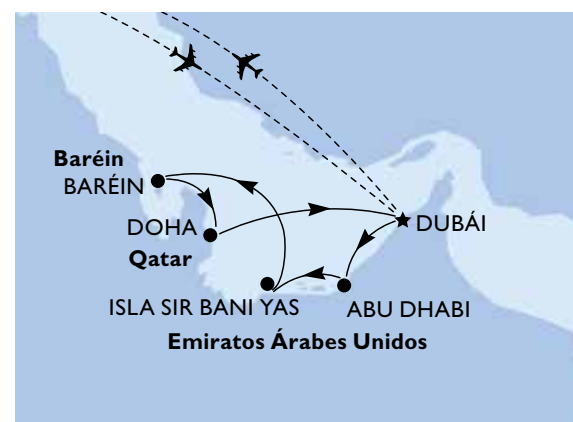 Baréin
BARÉIN
DOHA
Qatar
DUBÁI
ISLA SIR BANI YAS
ABU DHABI
Emiratos Árabes Unidos